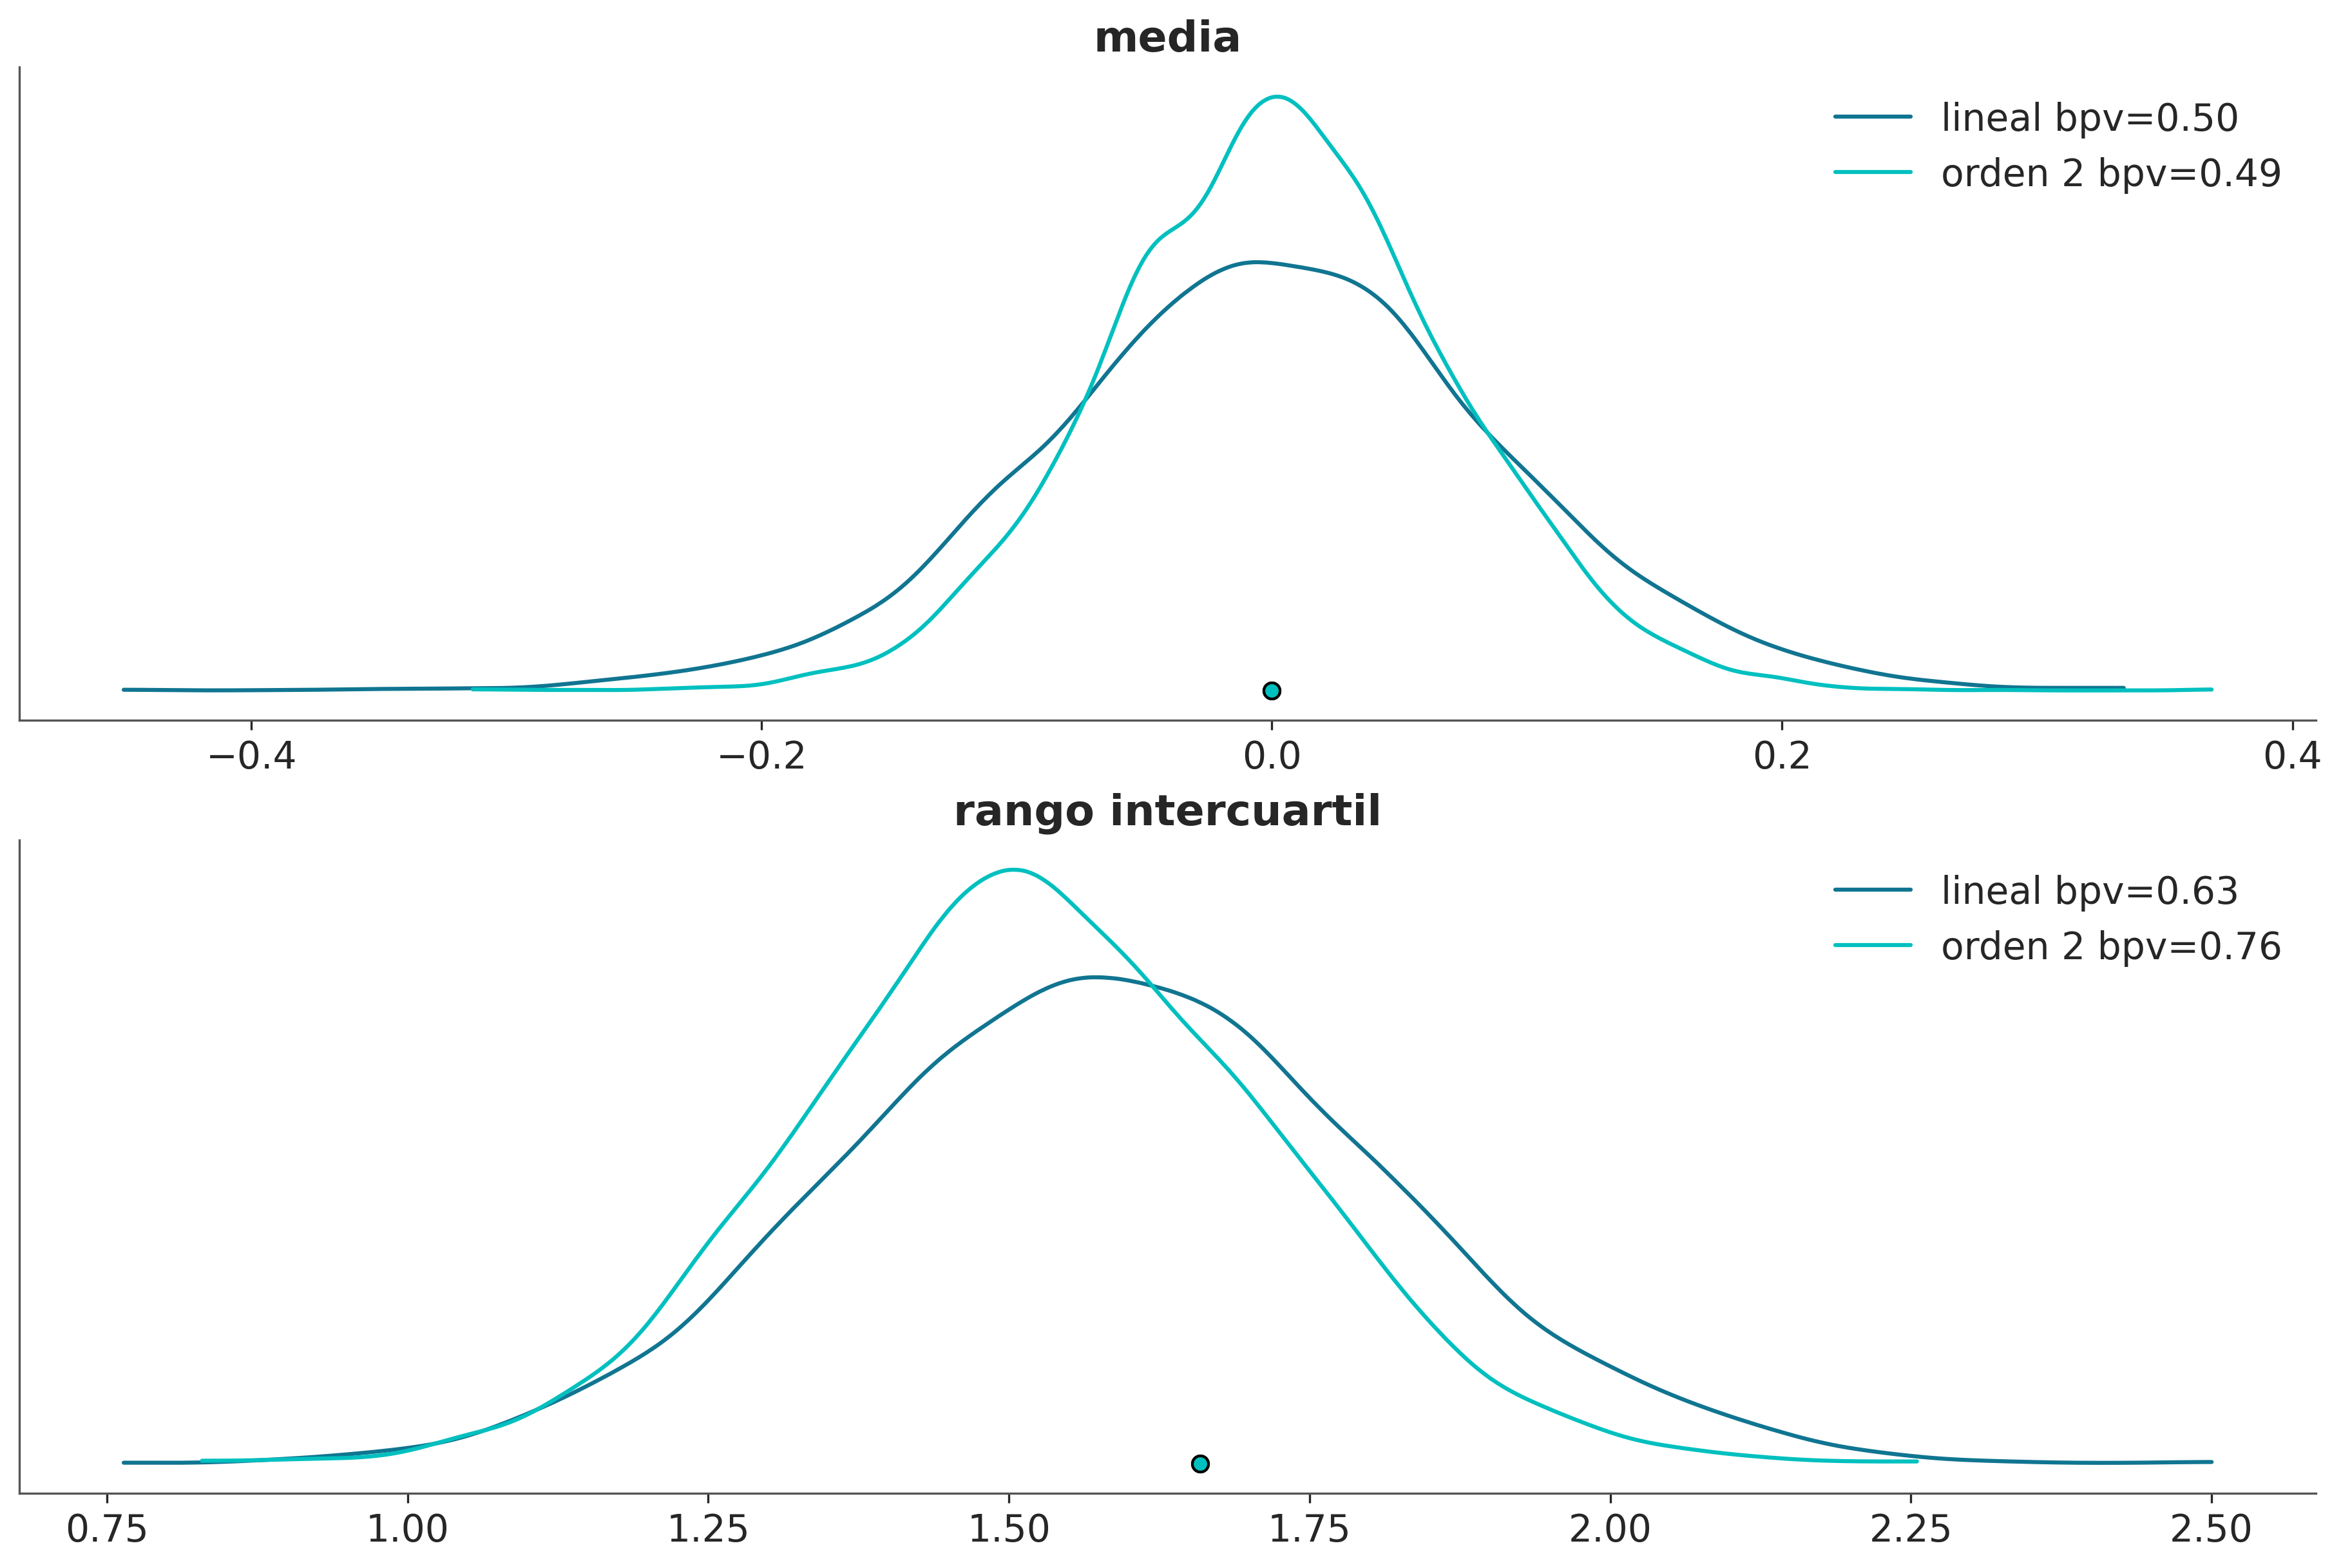 media
lineal bpv=0.50
orden 2 bpv=0.49
−0.4 −0.2 0.0 0.2 0.4
rango intercuartil
lineal bpv=0.63
orden 2 bpv=0.76
0.75 1.00 1.25 1.50 1.75 2.00 2.25 2.50